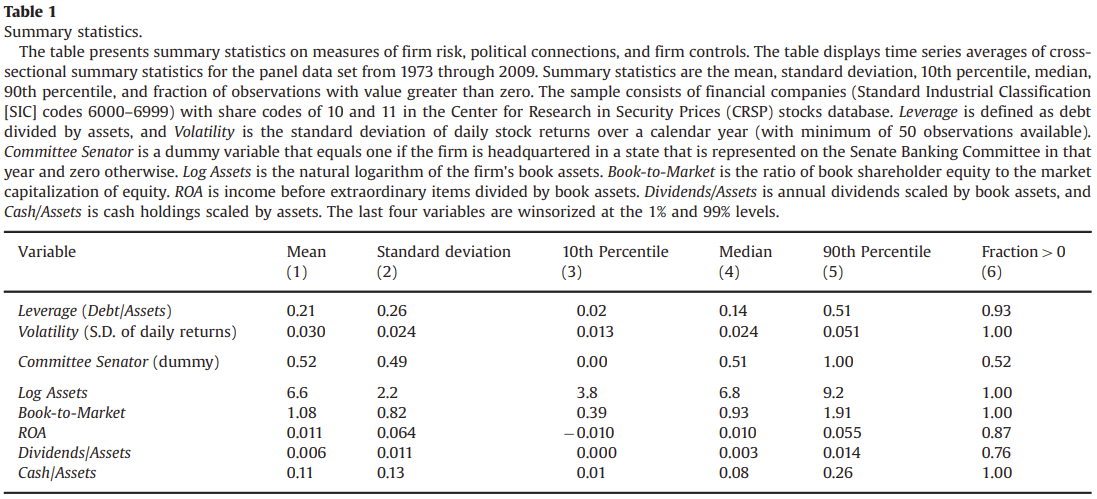 Table 1
Summary statistics.
The table presents summary statistics on measures of firm risk, political connections, and firm controls. The table displays time series averages of cross-
sectional summary statistics for the panel data set from 1973 through 2009. Summary statistics are the mean, standard deviation, 10th percentile, median,
90th percentile, and fraction of observations with value greater than zero. The sample consists of financial companies (Standard Industrial Classification
[SIC] codes 6000–6999) with share codes of 10 and 11 in the Center for Research in Security Prices (CRSP) stocks database. Leverage is defined as debt
divided by assets, and Volatility is the standard deviation of daily stock returns over a calendar year (with minimum of 50 observations available).
Committee Senator is a dummy variable that equals one if the firm is headquartered in a state that is represented on the Senate Banking Committee in that
year and zero otherwise. Log Assets is the natural logarithm of the firm's book assets. Book-to-Market is the ratio of book shareholder equity to the market
capitalization of equity. ROA is income before extraordinary items divided by book assets. Dividends/Assets is annual dividends scaled by book assets, and
Cash/Assets is cash holdings scaled by assets. The last four variables are winsorized at the 1% and 99% levels.
Variable Mean Standard deviation 10th Percentile Median 90th Percentile Fraction > 0
(1) (2) (3) (4) (5) (6)
Leverage (Debt/Assets) 0.21 0.26 0.02 0.14 0.51 0.93
Volatility (S.D. of daily returns) 0.030 0.024 0.013 0.024 0.051 1.00
Committee Senator (dummy) 0.52 0.49 0.00 0.51 1.00 0.52
Log Assets 6.6 2.2 3.8 6.8 9.2 1.00
Book-to-Market 1.08 0.82 0.39 0.93 1.91 1.00
ROA 0.011 0.064 −0.010 0.010 0.055 0.87
Dividends/Assets 0.006 0.011 0.000 0.003 0.014 0.76
Cash/Assets 0.11 0.13 0.01 0.08 0.26 1.00